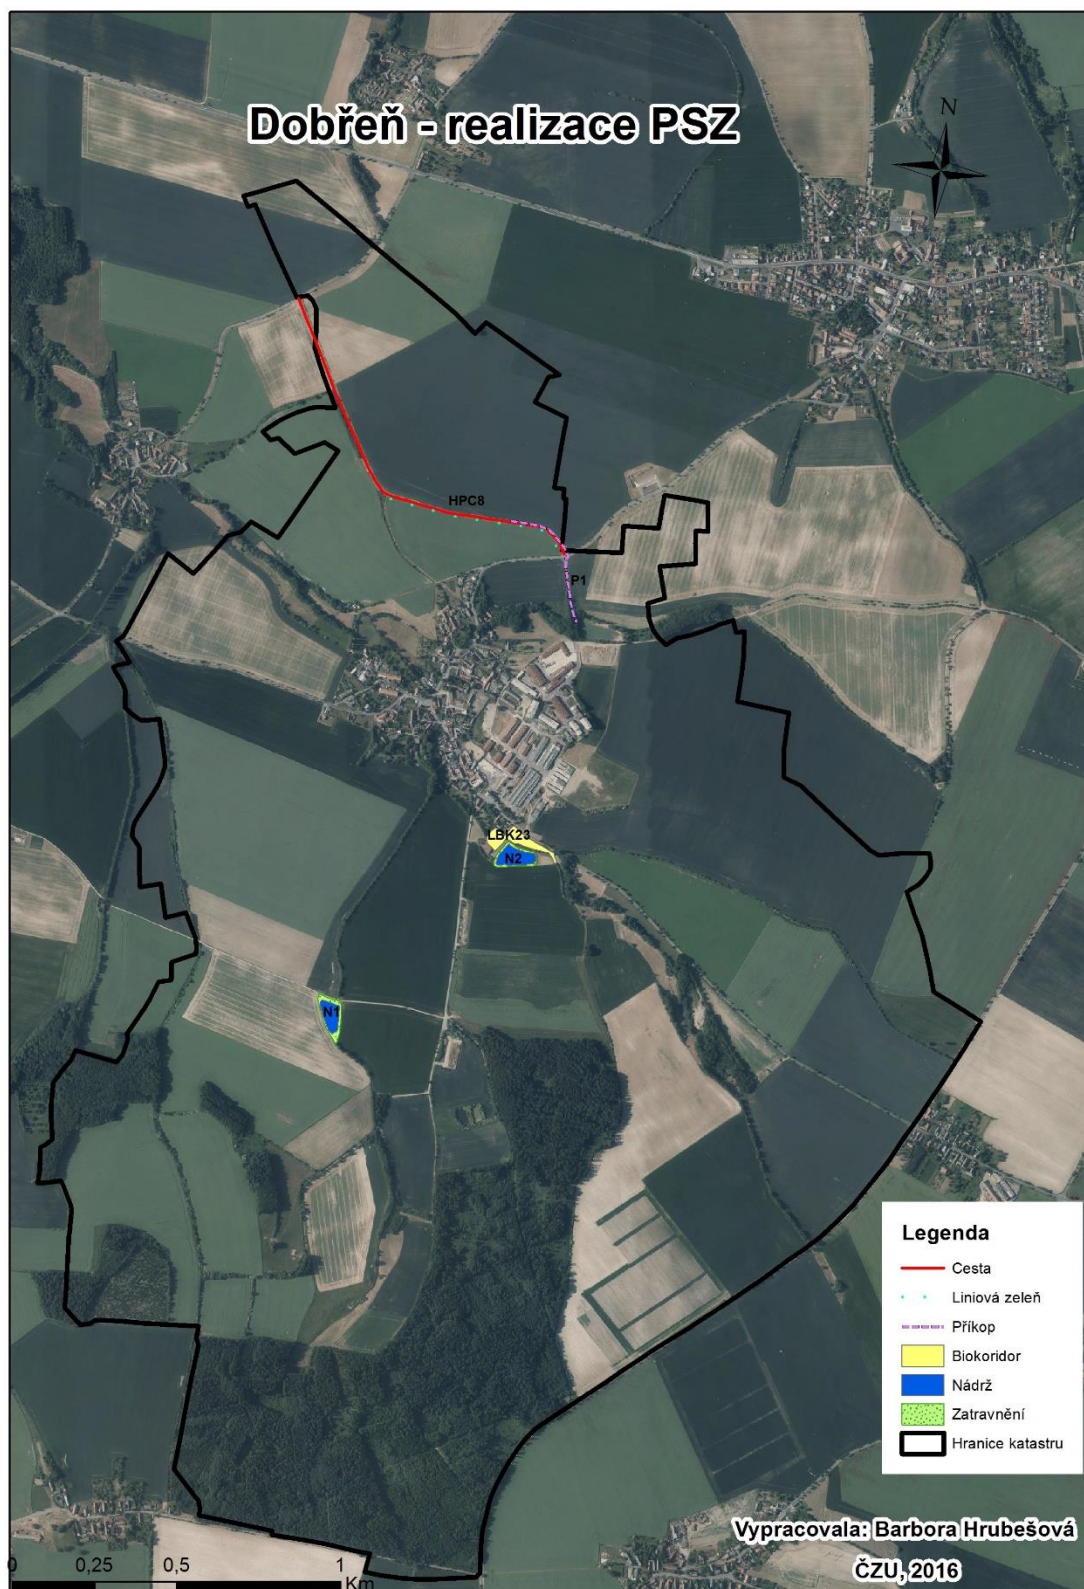 Dobřeň - realizace PSZ
N
HPC8
P1
LBK23
N2
N1
Legenda
Cesta
Liniová zeleň
Příkop
Biokoridor
Nádrž
Zatravnění
Hranice katastru
Vypracovala: Barbora Hrubešová
ČZU, 2016
0 0,25 0,5 1
Km